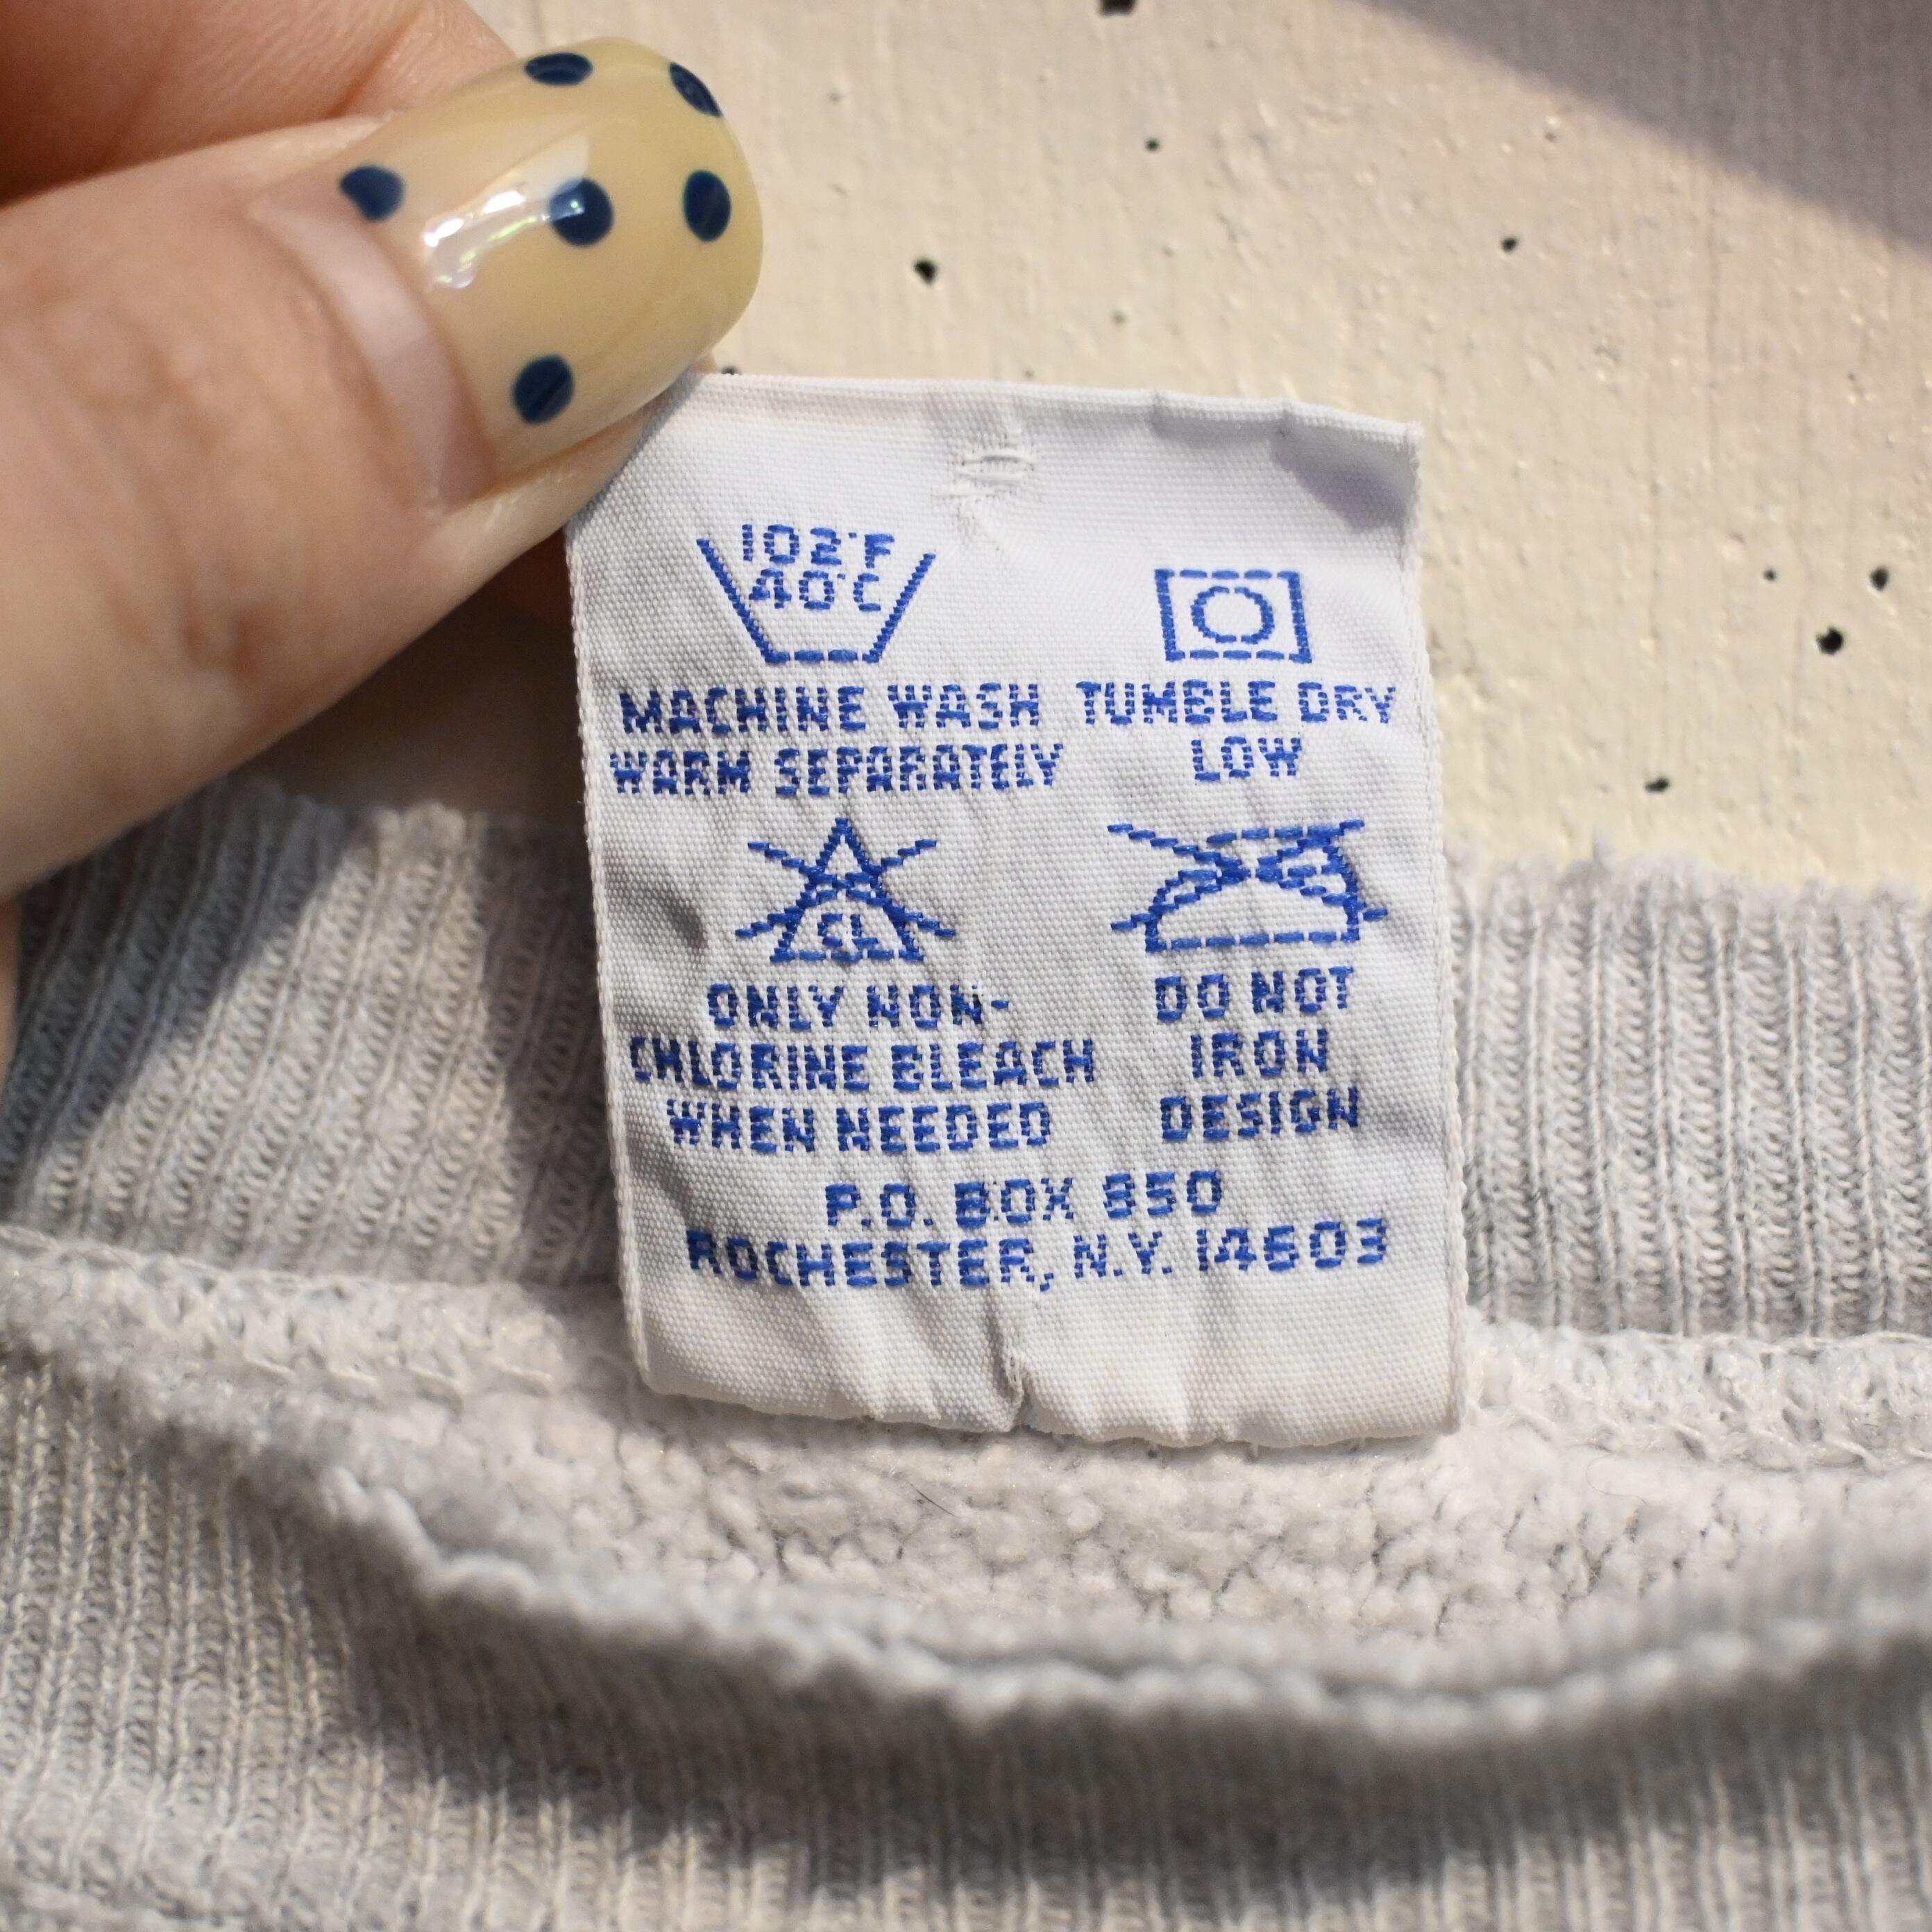 102°F
40°C
MACHINE WASH
WARM SEPARATELY
TUMBLE DRY
LOW
CL
ONLY NON-
CHLORINE BLEACH
WHEN NEEDED
DO NOT
IRON
DESIGN
P.O. BOX 850
ROCHESTER, N.Y. 14603